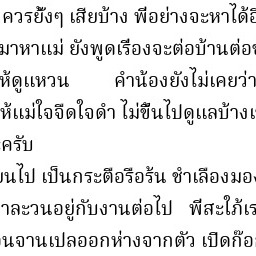 ควรยั้งๆ เสียบ้าง พี่อย่างจะหาได้อี
มาหาแม่ ยังพูดเรื่องจะต่อบ้านต่อช
ห้ดูแหวน คำน้องยังไม่เคยว่า
ห้แม่ใจจืดใจดำ ไม่ขึ้นไปดูแลบ้างเ
ะครับ
ยนไป เป็นกระตือรือร้น ชำเลืองมอง
าละวนอยู่กับงานต่อไป พี่สะใภ้เร
อนจานเปลออกห่างจากตัว เปิดก๊อ